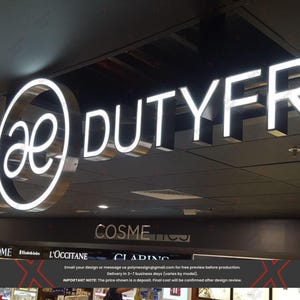 æ DUTYFR
COSMETICS
L'OCCITANE
CLARINS
Email your design or message us polymessign@gmail.com for free preview before production.
Delivery in 3–7 business days (varies by model).
IMPORTANT NOTE: The price shown is a deposit. Final cost will be confirmed after design review.